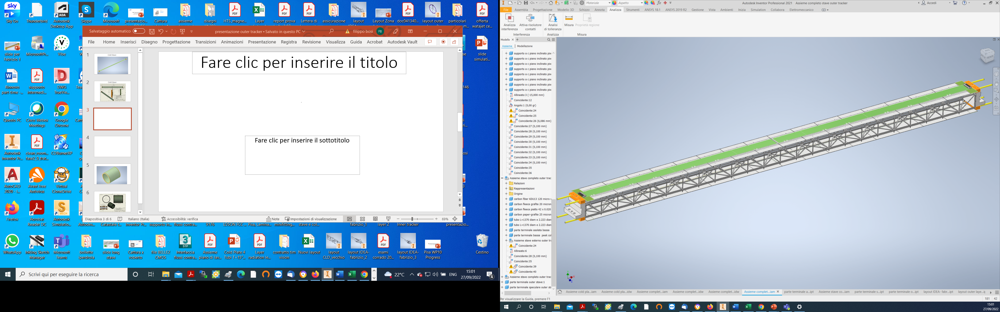 Sky Go
Thunderbird
Autodesk Desktop App
Skype
Microsoft
presentazio...
Cattura
assieme
disegni
HTS_magne...
Layer
report prova
Lettera di
assicurazione
layout
Layout Zona
doc041340...
layout outer
particolari
offerta watajet ce...
slide per Fabrizio 1
MicrosoftPr...
Vibe
slide simulati...
Rinnovo part-time -...
supporto intermedi...
DWG TrueVie...
Questo PC
Cisco Webex Meetings
Google Chrome
Autodesk Inventor Pr...
clean_room... fase2_9_trat...
CDBurnerXP
AutoCAD 2020 - I...
Avast Free Antivirus
Virtual CloneDrive
Firefox
Acrobat Reader DC
Autodesk Simulatio...
Autodes...
Catastale t...
Inventor Pr...
supporto in...
flussi contra...
9176
LOSON FCC ...
Pisa, Lamina...
minifitting...
stave e col...
fabrizio_1
layer 2
Inner tracker
presentazio...
WhatsApp
Inkling Sketch Manager
Microsoft Teams
bollette iperdrola
slide long stave
Cattura x roberto
file BELLE2 CMOS
Interfaccia flussi contra...
Assieme piano di lav...
Cold Plate 4 Tubi T=15°...
Layer radiation le...
contratto tim vision
Nuovi layout
layout CLD_vecchio
layout IDEA-fabrizio_2
esami corrado 20...
layout IDEA-fabrizio_3
Pisa WP10 Progress
Cestino
Salvataggio automatico
presentazione outer tracker • Salvato in questo PC
filippo bosi
FB
File Home Inserisci Disegno Progettazione Transizioni Animazioni Presentazione Registra Revisione Visualizza Guida Acrobat Autodesk Vault
1
Cold Stave
2
Cold Stave
3
4
5
6
Fare clic per inserire il titolo
Fare clic per inserire il sottotitolo
Diapositiva 3 di 6
Italiano (Italia)
Accessibilità: verifica
Note
Impostazioni di visualizzazione
69%
Scrivi qui per eseguire la ricerca
22°C
ENG
15:01
27/09/2022
4
Materiale
Aspetto
Autodesk Inventor Professional 2021 Assieme completo stave outer tracker
Accedi
File Assembla Progettazione Modello 3D Schizzo Annota Analizza Strumenti ANSYS 18.1 ANSYS 2019 R2 Gestione Vista Ambienti Inizia Simulation Collabora Elettromeccanico
Analizza interferenza
Attiva risolutore contatti
Analisi di tolleranza
Misura
Proprietà regione
Interferenza
Analizza
Misura
Modello
Assieme
Modellazione
FRONTE
supporto a c piano inclinato pixe
supporto a c piano inclinato pixe
supporto a c piano inclinato pixe
supporto a c piano inclinato pixe
supporto a c piano inclinato pixe
supporto a c piano inclinato pixe
supporto a c piano inclinato pixe
supporto a c piano inclinato pixe
Allineato:3 (-15,000 mm)
Coincidente:12
Angolo:1 (0,00 gr)
Coincidente:24
Coincidente:25
Coincidente:26 (6,086 mm)
Coincidente:27 (0,100 mm)
Coincidente:28 (0,100 mm)
Coincidente:29 (0,100 mm)
Coincidente:30 (0,100 mm)
Coincidente:31 (0,100 mm)
Coincidente:32 (0,100 mm)
Coincidente:33 (0,100 mm)
Coincidente:34 (0,100 mm)
Coincidente:35
Coincidente:36
Assieme stave completo outer trac
Relazioni
Rappresentazioni
Origine
carbon fiber KDU13 120 micro x
carbon fleece grafite 20 micron
carbon fleece piatto 42 x 0.020
carbon paper-grafite 25 micron
tubo L=1370 diam e 2.223 dian
tubo L=1370 diam e 2.223 dian
parte terminale asolata bassa
parte terminale bassa peek col
Assieme stave esterno outer tra
Coincidente:24
Allineato:6
Coincidente:28 (0,100 mm)
Coincidente:35
Coincidente:39
Coincidente:40
Assieme stave completo outer trac
parte terminale outer stave:1
parte terminale speculare outer sta
Assieme cold pla...iam
Assieme cold pla...idw
Assieme complet...iam
Assieme complet...idw
Assieme complet...idw
Assieme complet...iam
parte terminale a...ipt
Assieme stave co...iam
parte terminale s...ipt
parte terminale o...ipt
layout IDEA- fabr...ipt
layout outer laye...ip
Per visualizzare la Guida, premere F1
181 42
15:01
27/09/2022